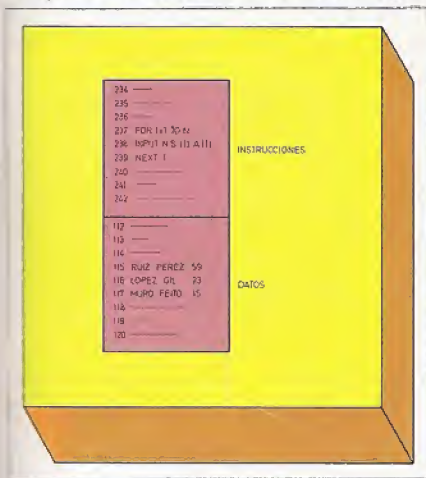 234
235
236
237 FOR I=1 TO N
238 INPUT N $ (I) A (I)
239 NEXT I
240
241
242
INSTRUCCIONES
112
113
114
115 RUIZ PEREZ 59
116 LOPEZ GIL 23
117 MURO FEITO 15
118
119
120
DATOS